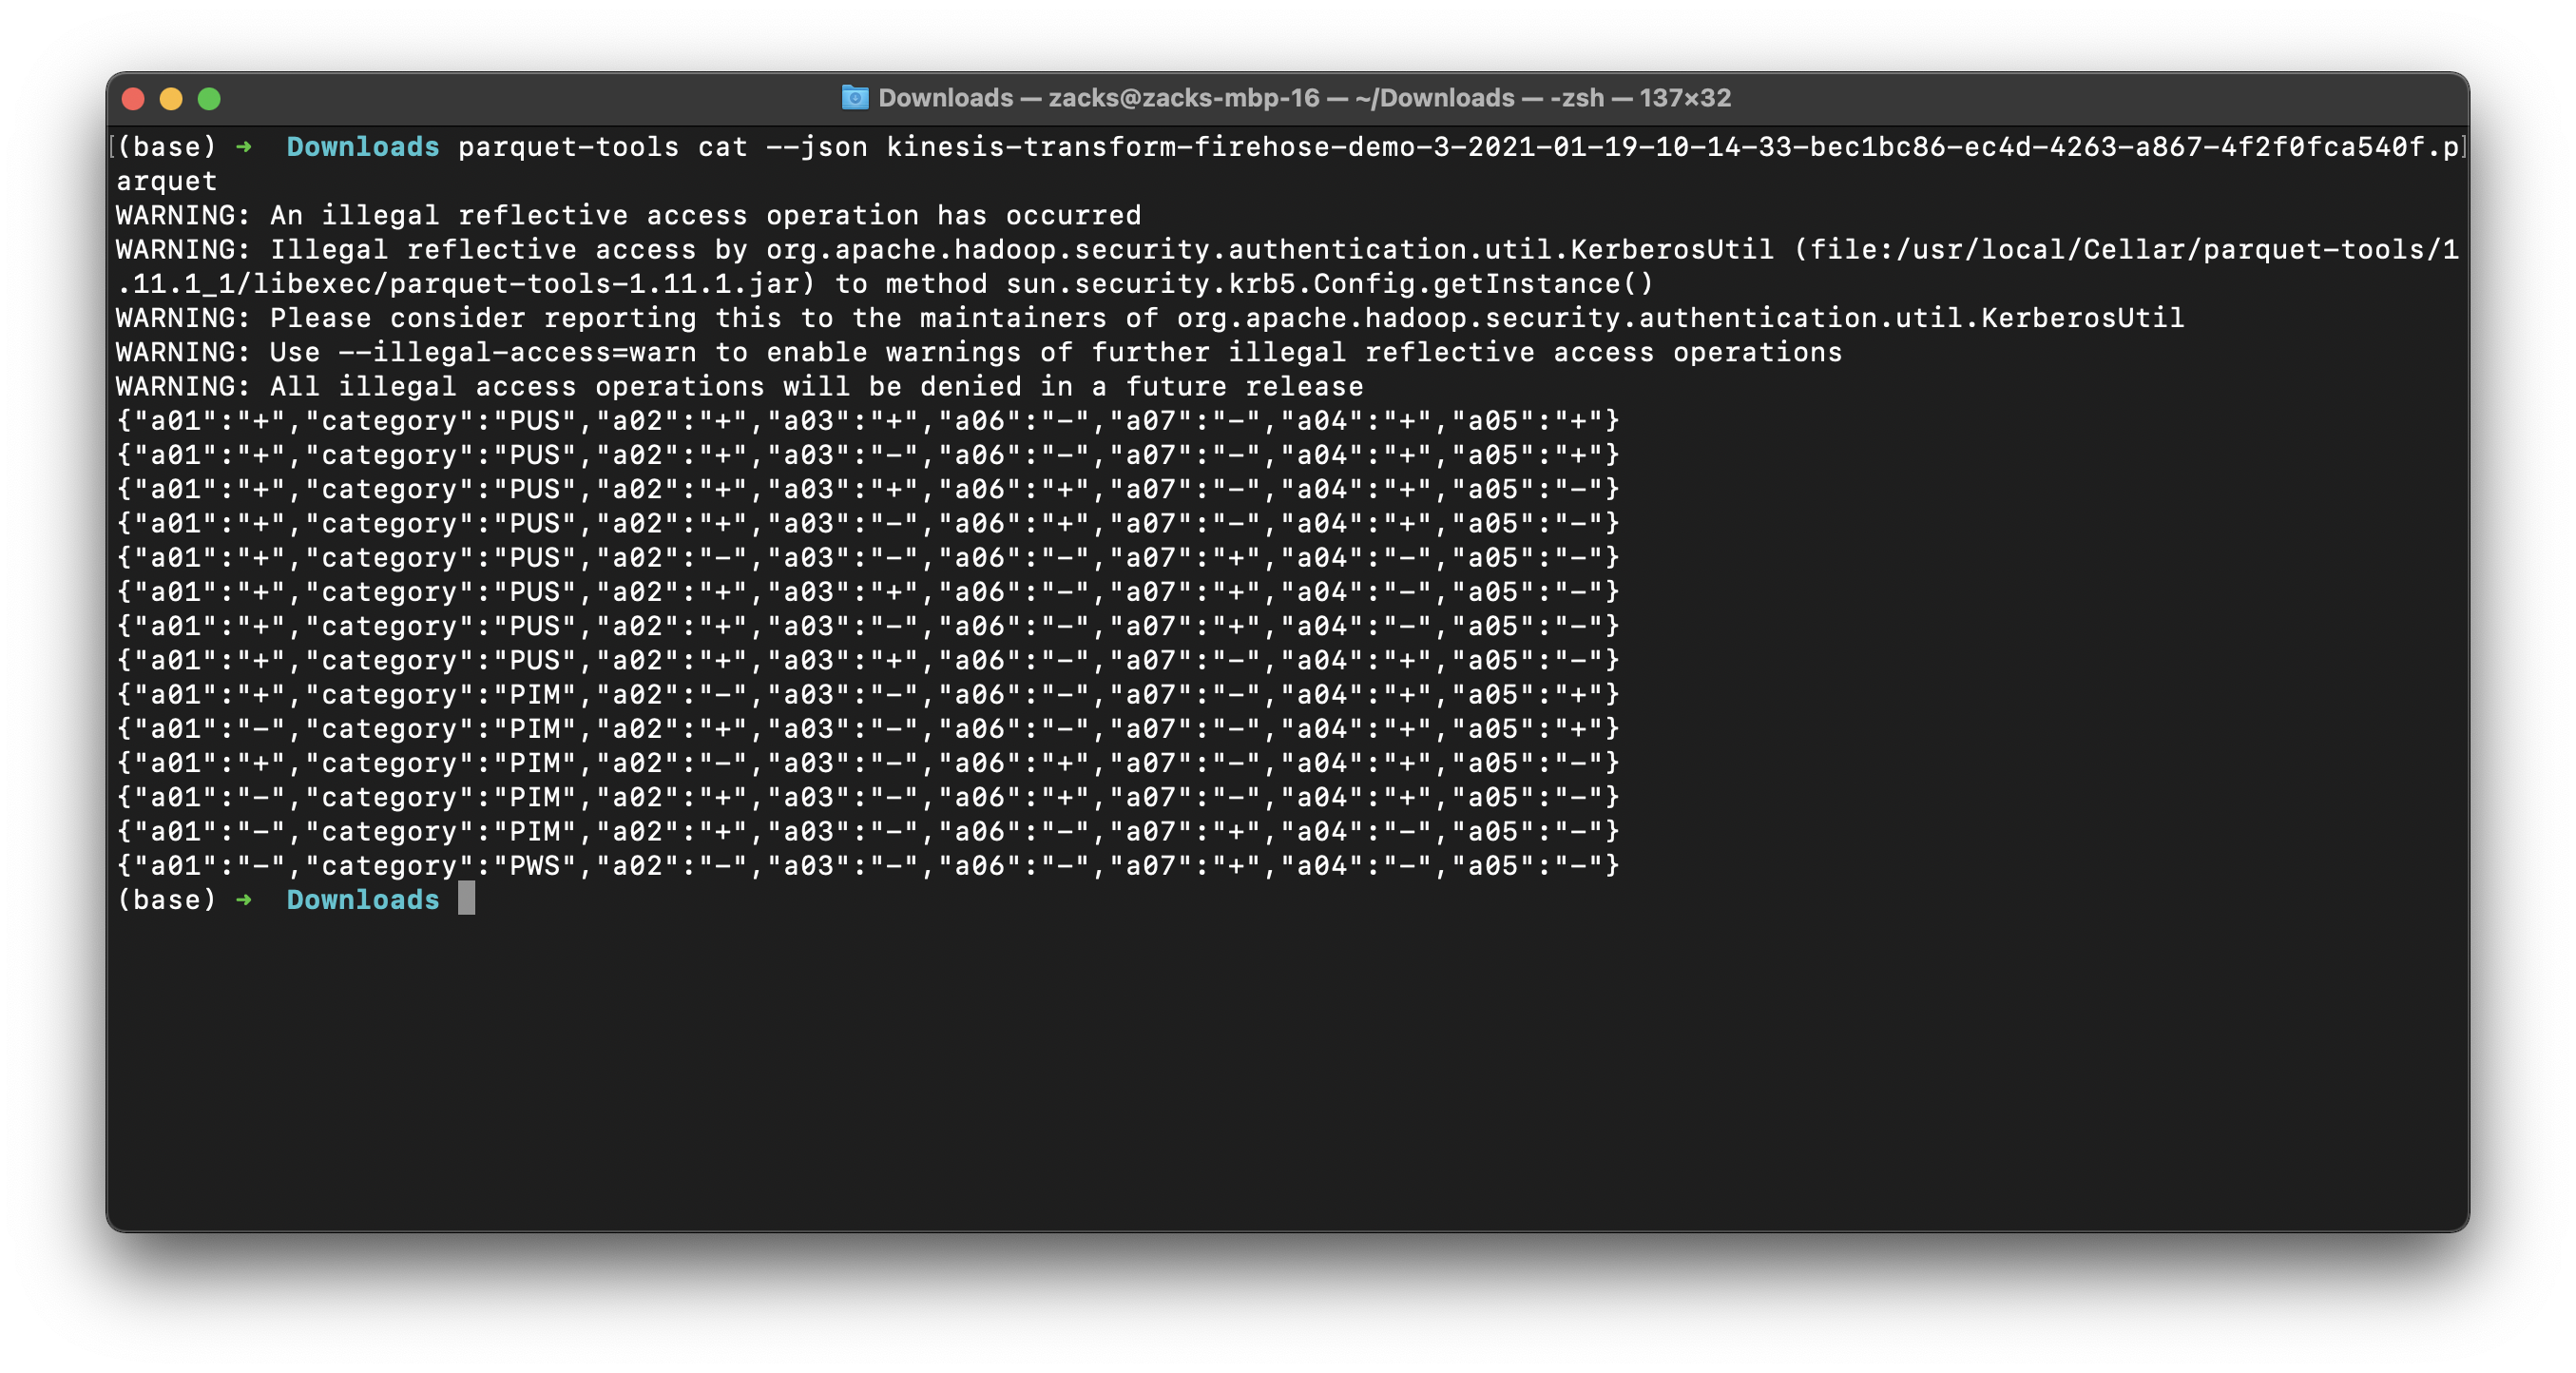 Downloads — zacks@zacks-mbp-16 — ~/Downloads — -zsh — 137×32
[(base) ➜  Downloads parquet-tools cat --json kinesis-transform-firehose-demo-3-2021-01-19-10-14-33-bec1bc86-ec4d-4263-a867-4f2f0fca540f.p]
arquet
WARNING: An illegal reflective access operation has occurred
WARNING: Illegal reflective access by org.apache.hadoop.security.authentication.util.KerberosUtil (file:/usr/local/Cellar/parquet-tools/1
.11.1_1/libexec/parquet-tools-1.11.1.jar) to method sun.security.krb5.Config.getInstance()
WARNING: Please consider reporting this to the maintainers of org.apache.hadoop.security.authentication.util.KerberosUtil
WARNING: Use --illegal-access=warn to enable warnings of further illegal reflective access operations
WARNING: All illegal access operations will be denied in a future release
{"a01":"+","category":"PUS","a02":"+","a03":"+","a06":"-","a07":"-","a04":"+","a05":"+"}
{"a01":"+","category":"PUS","a02":"+","a03":"-","a06":"-","a07":"-","a04":"+","a05":"+"}
{"a01":"+","category":"PUS","a02":"+","a03":"+","a06":"+","a07":"-","a04":"+","a05":"-"}
{"a01":"+","category":"PUS","a02":"+","a03":"-","a06":"+","a07":"-","a04":"+","a05":"-"}
{"a01":"+","category":"PUS","a02":"-","a03":"-","a06":"-","a07":"+","a04":"-","a05":"-"}
{"a01":"+","category":"PUS","a02":"+","a03":"+","a06":"-","a07":"+","a04":"-","a05":"-"}
{"a01":"+","category":"PUS","a02":"+","a03":"-","a06":"-","a07":"+","a04":"-","a05":"-"}
{"a01":"+","category":"PUS","a02":"+","a03":"+","a06":"-","a07":"-","a04":"+","a05":"-"}
{"a01":"+","category":"PIM","a02":"-","a03":"-","a06":"-","a07":"-","a04":"+","a05":"+"}
{"a01":"-","category":"PIM","a02":"+","a03":"-","a06":"-","a07":"-","a04":"+","a05":"+"}
{"a01":"+","category":"PIM","a02":"-","a03":"-","a06":"+","a07":"-","a04":"+","a05":"-"}
{"a01":"-","category":"PIM","a02":"+","a03":"-","a06":"+","a07":"-","a04":"+","a05":"-"}
{"a01":"-","category":"PIM","a02":"+","a03":"-","a06":"-","a07":"+","a04":"-","a05":"-"}
{"a01":"-","category":"PWS","a02":"-","a03":"-","a06":"-","a07":"+","a04":"-","a05":"-"}
(base) ➜  Downloads